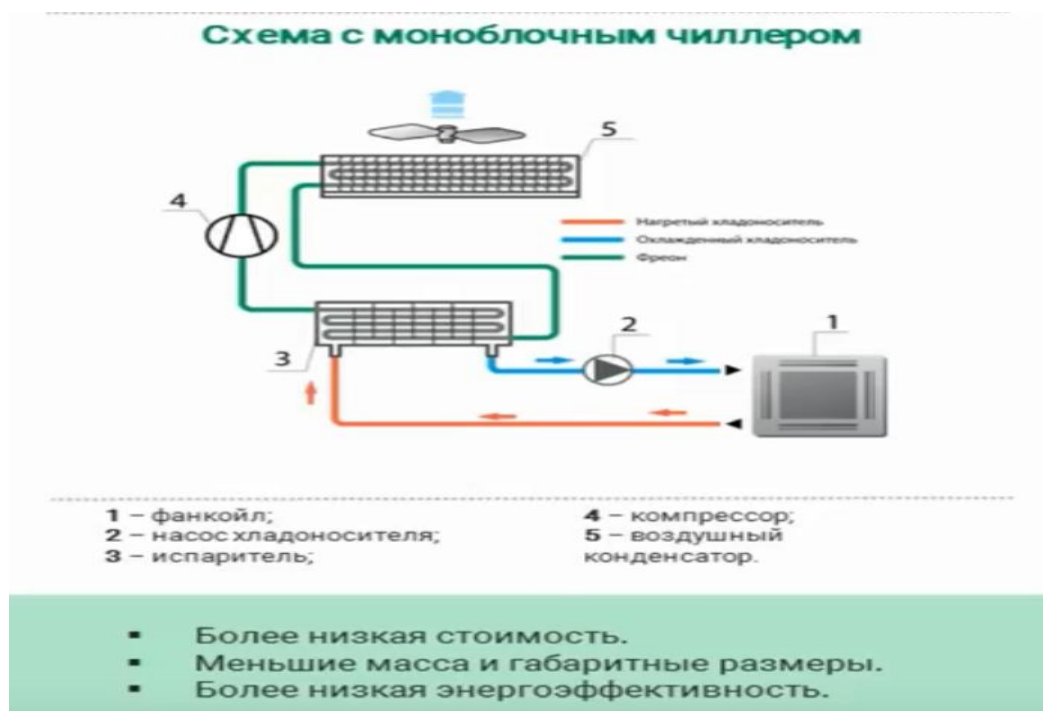 Схема с моноблочным чиллером
5
4
Нагретый хладоноситель
Охлажденный хладоноситель
Фреон
2
1
3
1 – фанкойл;
2 – насос хладоносителя;
3 – испаритель;
4 – компрессор;
5 – воздушный
конденсатор.
▪ Более низкая стоимость.
▪ Меньшие масса и габаритные размеры.
▪ Более низкая энергоэффективность.